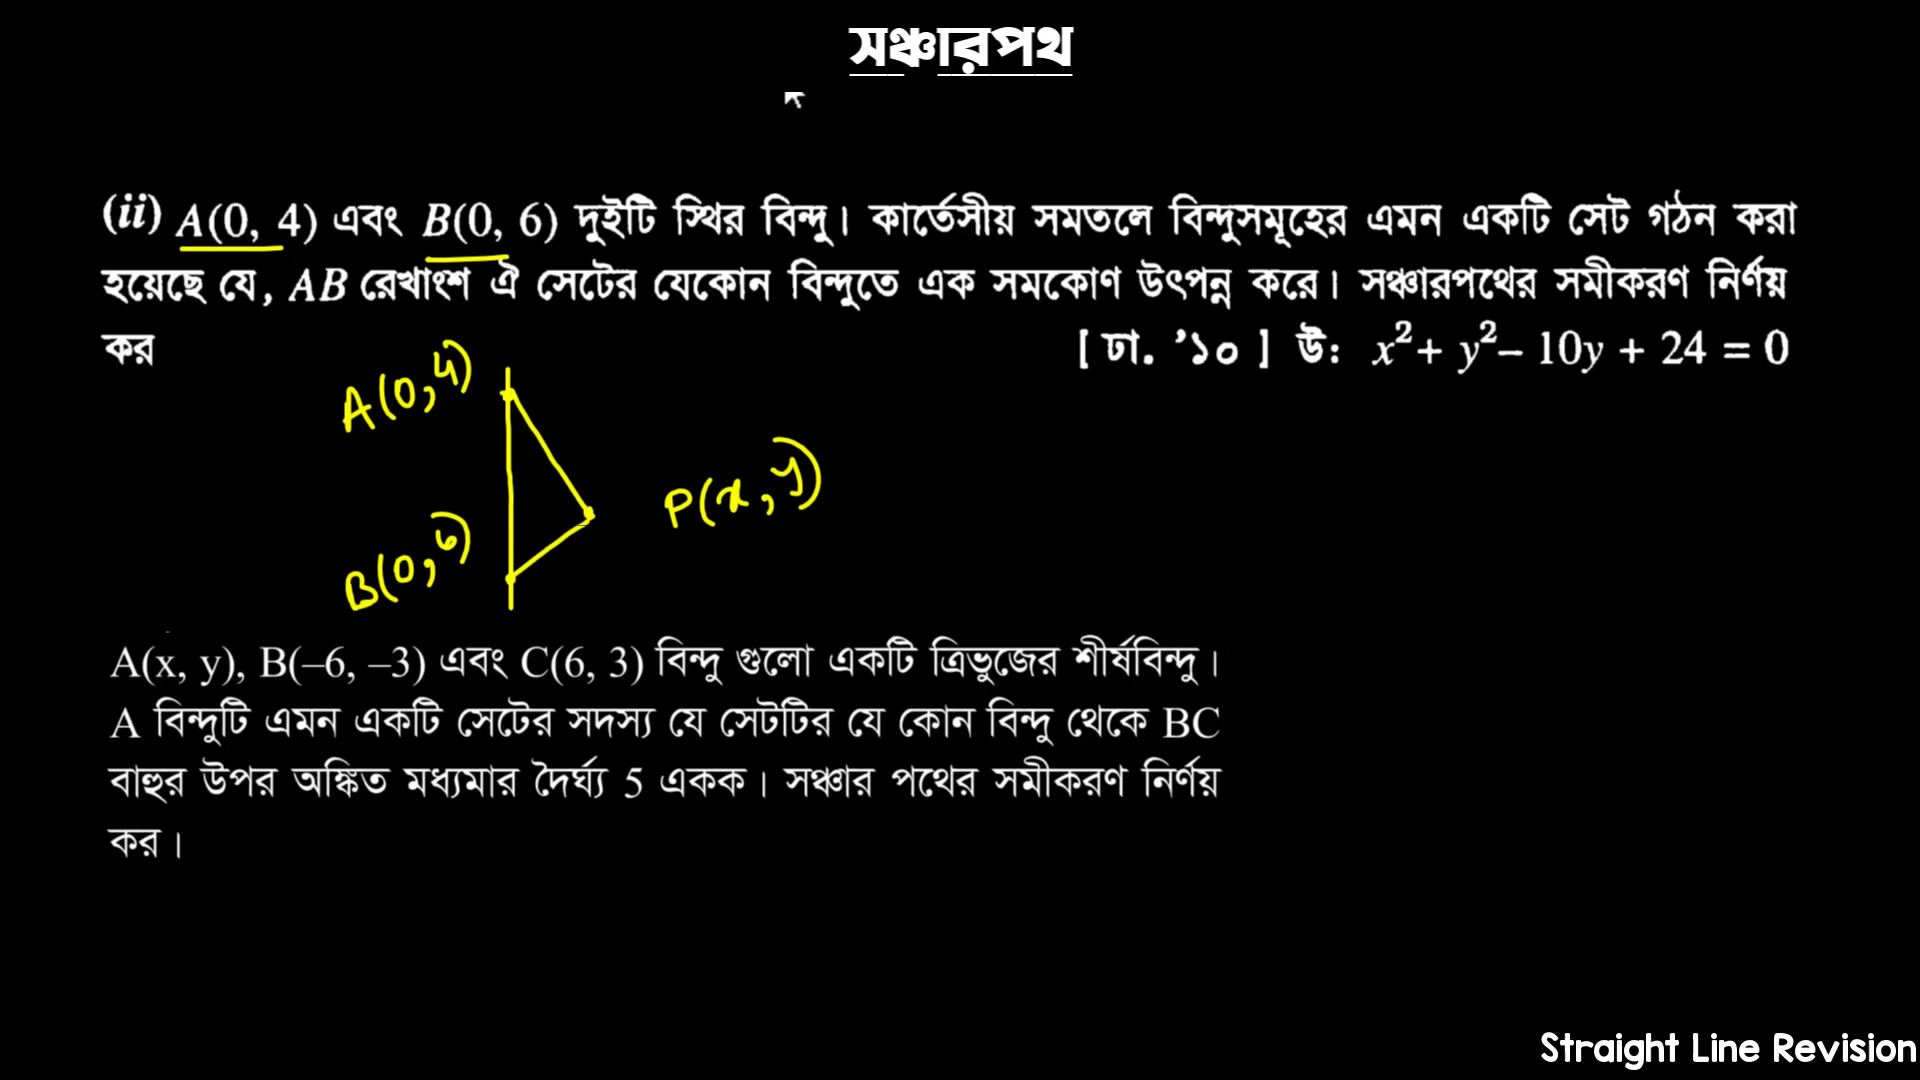 সঞ্চারপথ
(ii) A(0, 4) এবং B(0, 6) দুইটি স্থির বিন্দু। কার্তেসীয় সমতলে বিন্দুসমূহের এমন একটি সেট গঠন করা
হয়েছে যে, AB রেখাংশ ঐ সেটের যেকোন বিন্দুতে এক সমকোণ উৎপন্ন করে। সঞ্চারপথের সমীকরণ নির্ণয়
কর [ ঢা. ’১০ ] উঃ x²+ y²– 10y + 24 = 0
A(0,4)
P(x,y)
B(0,6)
A(x, y), B(–6, –3) এবং C(6, 3) বিন্দু গুলো একটি ত্রিভুজের শীর্ষবিন্দু।
A বিন্দুটি এমন একটি সেটের সদস্য যে সেটটির যে কোন বিন্দু থেকে BC
বাহুর উপর অঙ্কিত মধ্যমার দৈর্ঘ্য 5 একক। সঞ্চার পথের সমীকরণ নির্ণয়
কর।
Straight Line Revision